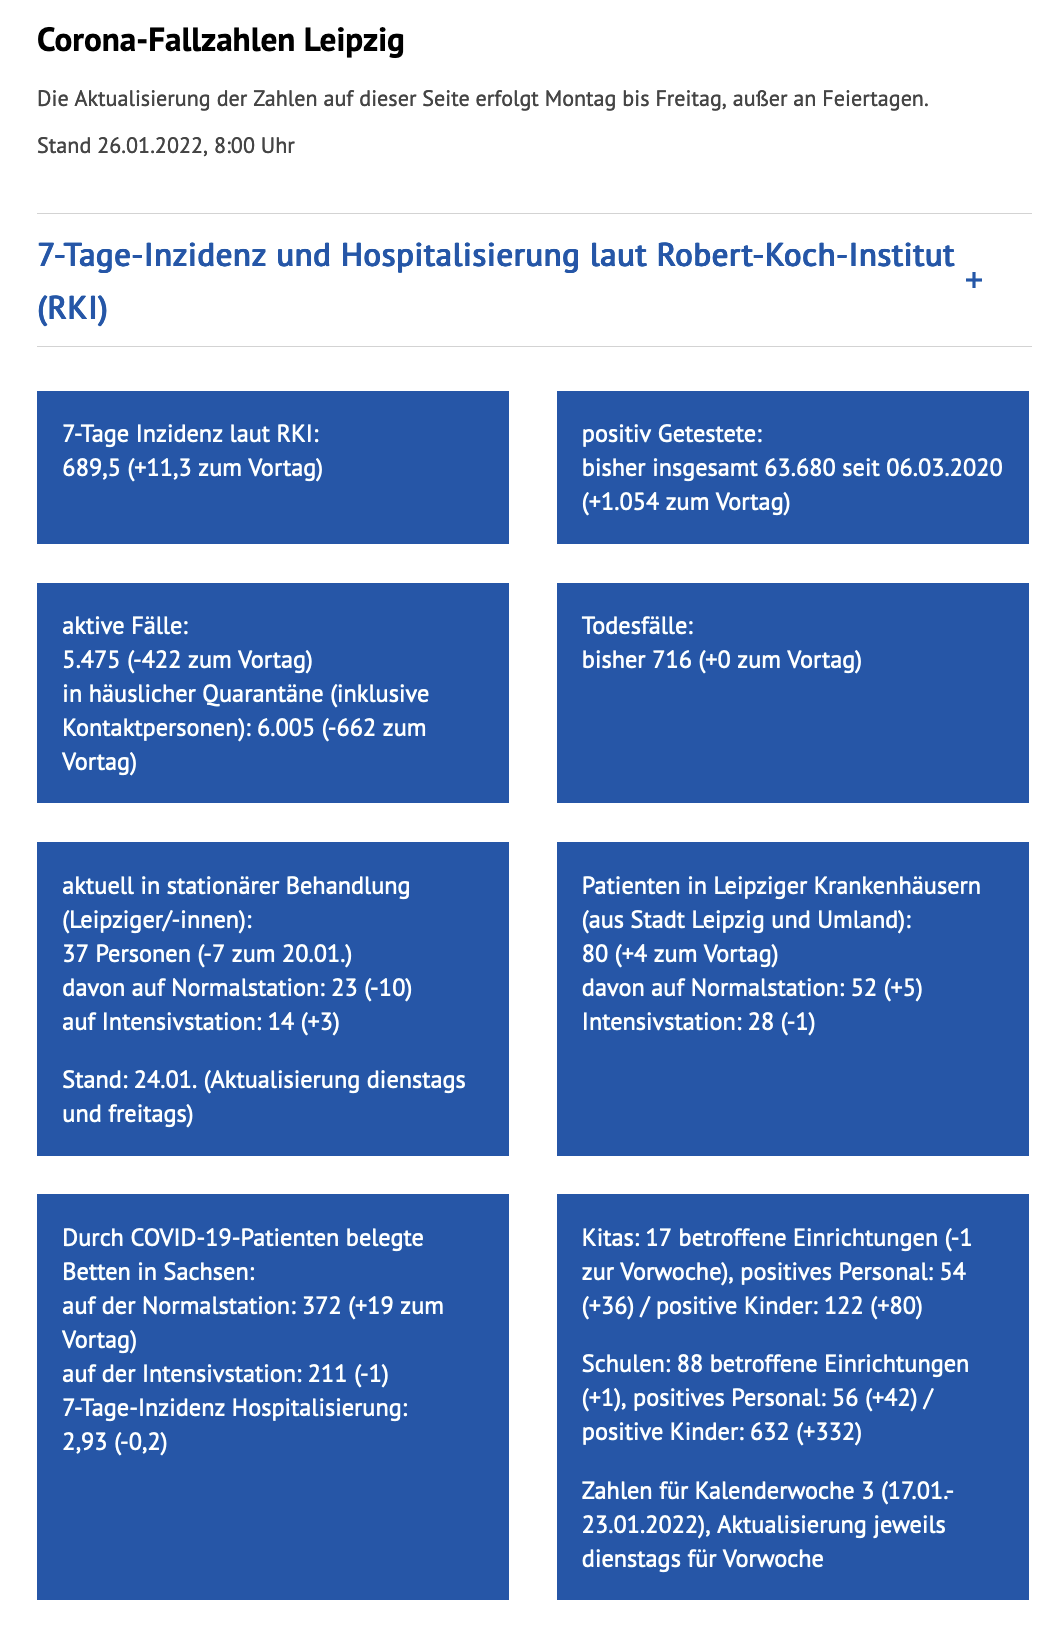 Corona-Fallzahlen Leipzig
Die Aktualisierung der Zahlen auf dieser Seite erfolgt Montag bis Freitag, außer an Feiertagen.
Stand 26.01.2022, 8:00 Uhr
7-Tage-Inzidenz und Hospitalisierung laut Robert-Koch-Institut
(RKI)
+
7-Tage Inzidenz laut RKI:
689,5 (+11,3 zum Vortag)
positiv Getestete:
bisher insgesamt 63.680 seit 06.03.2020
(+1.054 zum Vortag)
aktive Fälle:
5.475 (-422 zum Vortag)
in häuslicher Quarantäne (inklusive
Kontaktpersonen): 6.005 (-662 zum
Vortag)
Todesfälle:
bisher 716 (+0 zum Vortag)
aktuell in stationärer Behandlung
(Leipziger/-innen):
37 Personen (-7 zum 20.01.)
davon auf Normalstation: 23 (-10)
auf Intensivstation: 14 (+3)
Stand: 24.01. (Aktualisierung dienstags
und freitags)
Patienten in Leipziger Krankenhäusern
(aus Stadt Leipzig und Umland):
80 (+4 zum Vortag)
davon auf Normalstation: 52 (+5)
Intensivstation: 28 (-1)
Durch COVID-19-Patienten belegte
Betten in Sachsen:
auf der Normalstation: 372 (+19 zum
Vortag)
auf der Intensivstation: 211 (-1)
7-Tage-Inzidenz Hospitalisierung:
2,93 (-0,2)
Kitas: 17 betroffene Einrichtungen (-1
zur Vorwoche), positives Personal: 54
(+36) / positive Kinder: 122 (+80)
Schulen: 88 betroffene Einrichtungen
(+1), positives Personal: 56 (+42) /
positive Kinder: 632 (+332)
Zahlen für Kalenderwoche 3 (17.01.-
23.01.2022), Aktualisierung jeweils
dienstags für Vorwoche